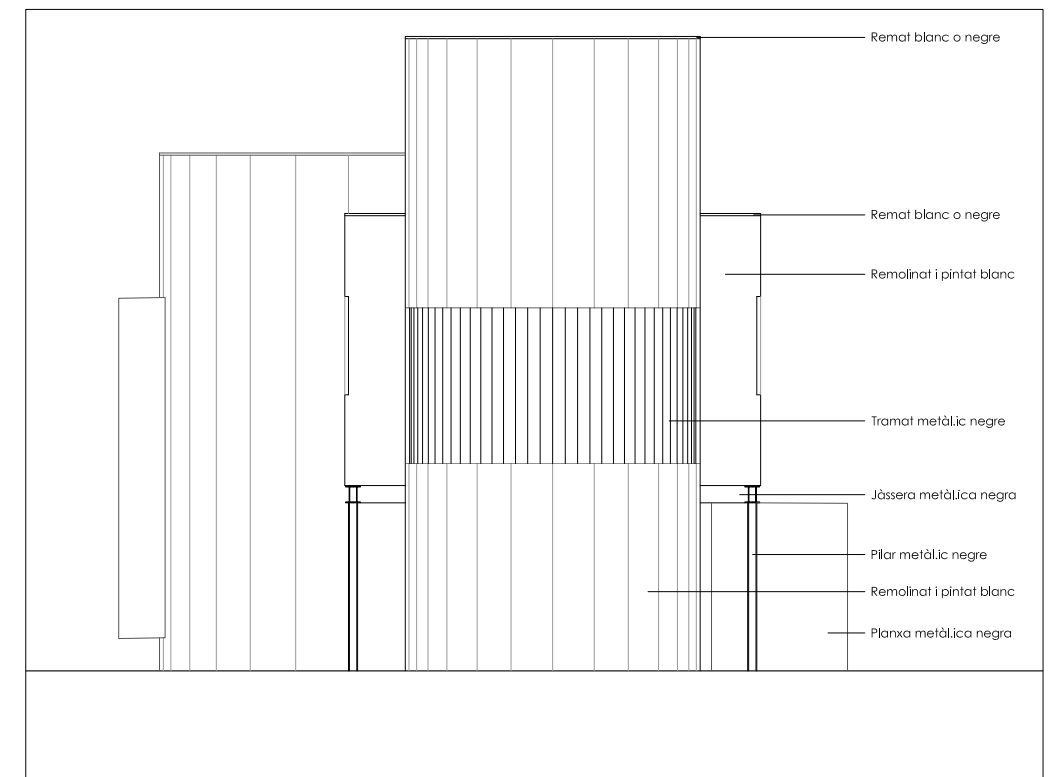 Remat blanc o negre
Remat blanc o negre
Remolinat i pintat blanc
Tramat metàl.ic negre
Jàssera metàl.ica negra
Pilar metàl.ic negre
Remolinat i pintat blanc
Planxa metàl.ica negra